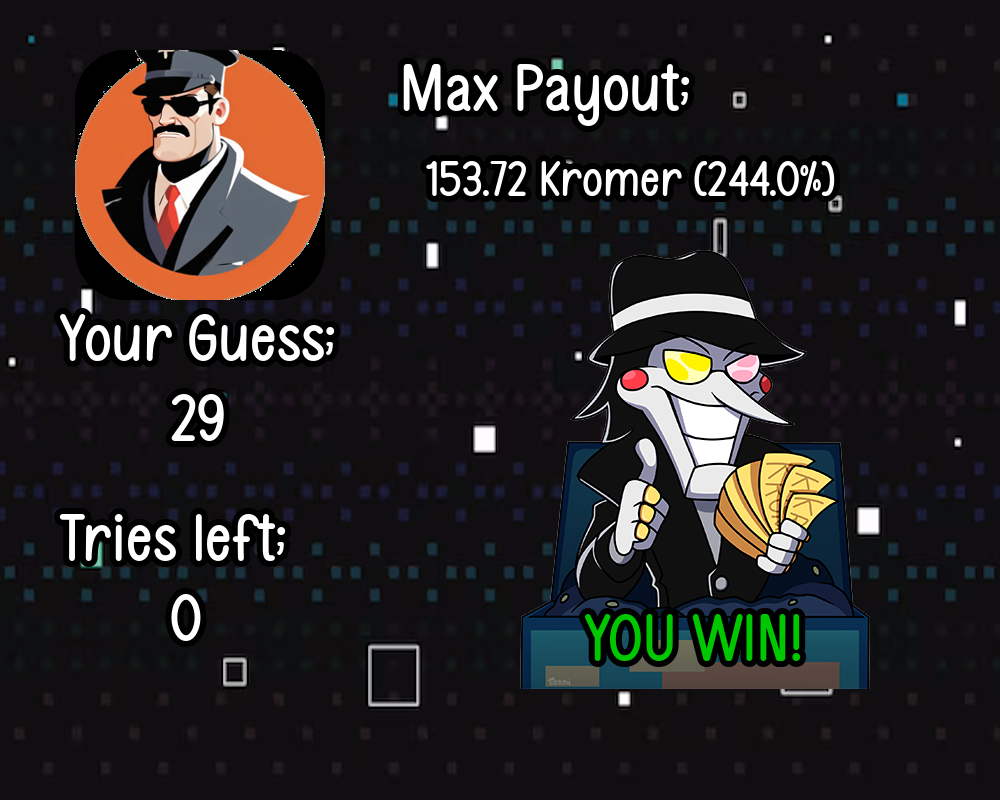 Max Payout;
153.72 Kromer (244.0%)
Your Guess;
29
Tries left;
0
YOU WIN!